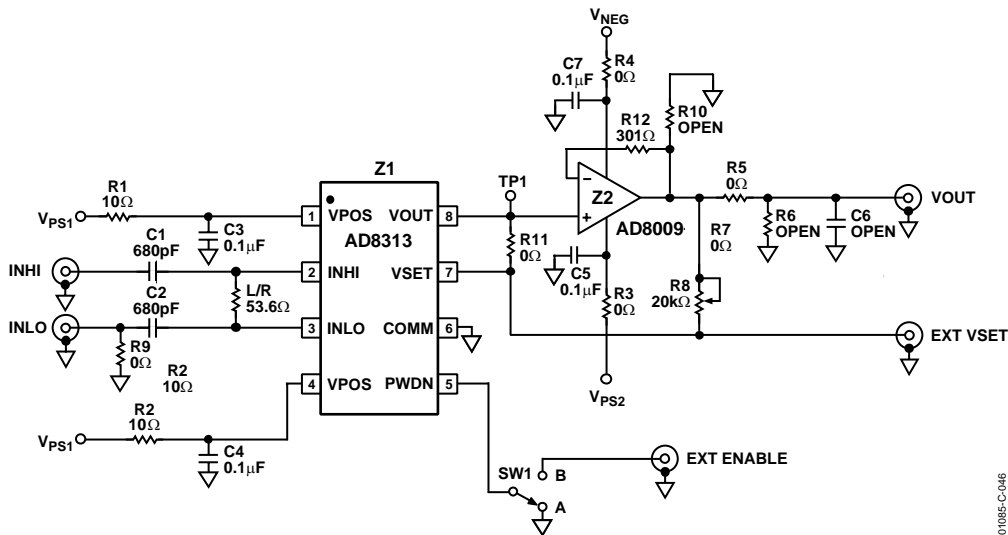 VNEG
C7
0.1μF
R4
0Ω
R10
OPEN
R12
301Ω
Z1
TP1
Z2
AD8009
R5
0Ω
VOUT
R6
OPEN
C6
OPEN
R7
0Ω
R8
20kΩ
R1
10Ω
VPS1
C3
0.1μF
1 VPOS VOUT 8
AD8313
C1
680pF
INHI
2 INHI VSET 7
R11
0Ω
C5
0.1μF
R3
0Ω
C2
680pF
L/R
53.6Ω
INLO
3 INLO COMM 6
EXT VSET
R9
0Ω
R2
10Ω
4 VPOS PWDN 5
VPS2
R2
10Ω
VPS1
C4
0.1μF
SW1
B
EXT ENABLE
A
01085-C-046